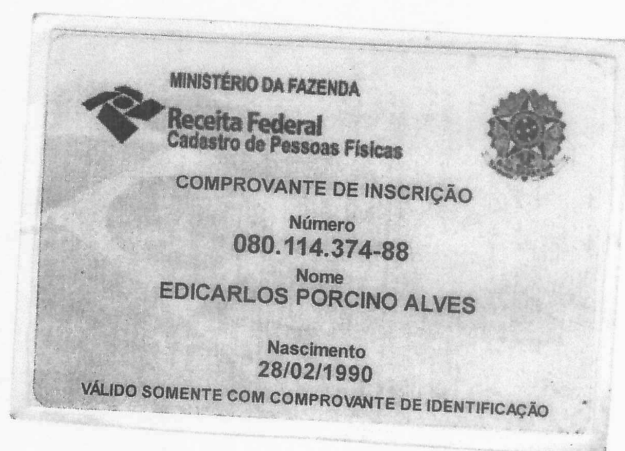 MINISTÉRIO DA FAZENDA
Receita Federal
Cadastro de Pessoas Físicas
COMPROVANTE DE INSCRIÇÃO
Número
080.114.374-88
Nome
EDICARLOS PORCINO ALVES
Nascimento
28/02/1990
VÁLIDO SOMENTE COM COMPROVANTE DE IDENTIFICAÇÃO